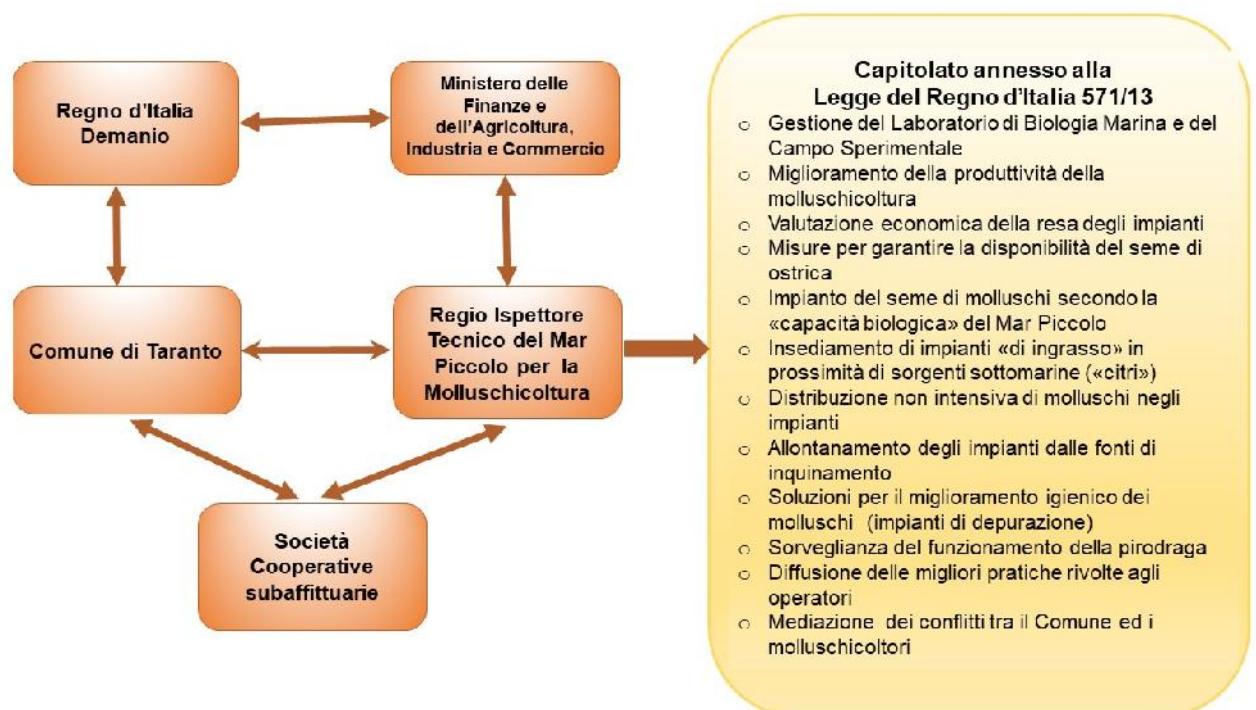 Regno d'Italia
Demanio
Ministero delle
Finanze e
dell'Agricoltura,
Industria e Commercio
Comune di Taranto
Regio Ispettore
Tecnico del Mar
Piccolo per la
Molluschicoltura
Società
Cooperative
subaffittuarie
Capitolato annesso alla
Legge del Regno d'Italia 571/13
o Gestione del Laboratorio di Biologia Marina e del
Campo Sperimentale
o Miglioramento della produttività della
molluschicoltura
o Valutazione economica della resa degli impianti
o Misure per garantire la disponibilità del seme di
ostrica
o Impianto del seme di molluschi secondo la
«capacità biologica» del Mar Piccolo
o Insediamento di impianti «di ingrasso» in
prossimità di sorgenti sottomarine («citri»)
o Distribuzione non intensiva di molluschi negli
impianti
o Allontanamento degli impianti dalle fonti di
inquinamento
o Soluzioni per il miglioramento igienico dei
molluschi (impianti di depurazione)
o Sorveglianza del funzionamento della pirodraga
o Diffusione delle migliori pratiche rivolte agli
operatori
o Mediazione dei conflitti tra il Comune ed i
molluschicoltori